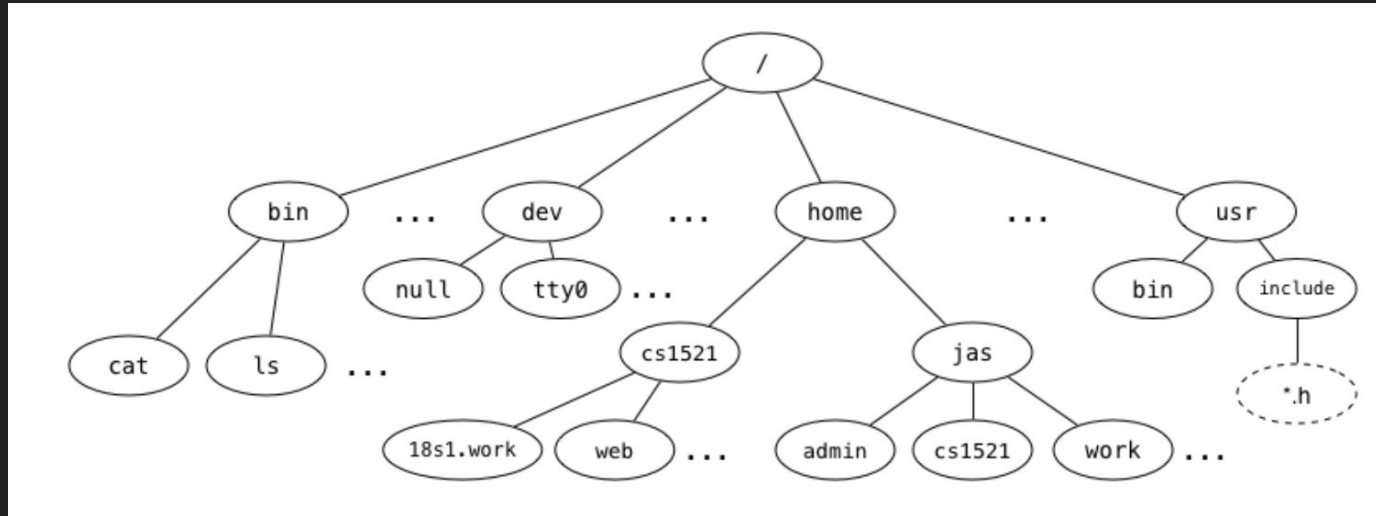 /
bin ... dev ... home ... usr
null tty0 ... bin include
cat ls ... cs1521 jas *.h
18s1.work web ... admin cs1521 work ...